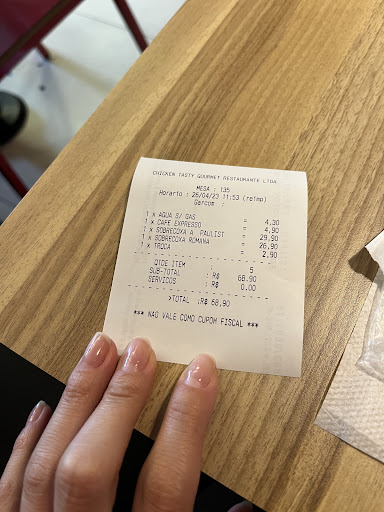 CHICKEN TASTY GOURMET RESTAURANTE LTDA
MESA : 135
Horario : 26/04/23 11:53 (reimp)
Garcom :
1 x AGUA S/ GAS = 4,30
1 x CAFE EXPRESSO = 4,90
1 x SOBRECOXA A PAULIST = 29,90
1 x SOBRECOXA ROMANA = 26,90
1 x TROCA = 2,90
QTDE ITEM : 5
SUB-TOTAL : R$ 68,90
SERVICOS : R$ 0,00
>TOTAL :R$ 68,90
*** NAO VALE COMO CUPOM FISCAL ***